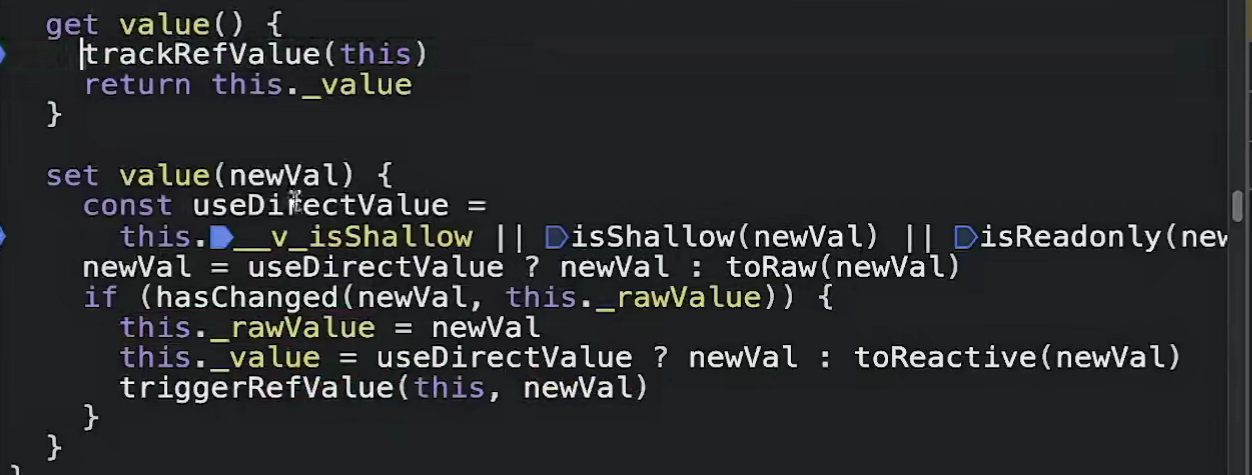 get value() {
trackRefValue(this)
return this._value
}
set value(newVal) {
const useDirectValue =
this.__v_isShallow || isShallow(newVal) || isReadonly(new
newVal = useDirectValue ? newVal : toRaw(newVal)
if (hasChanged(newVal, this._rawValue)) {
this._rawValue = newVal
this._value = useDirectValue ? newVal : toReactive(newVal)
triggerRefValue(this, newVal)
}
}
}